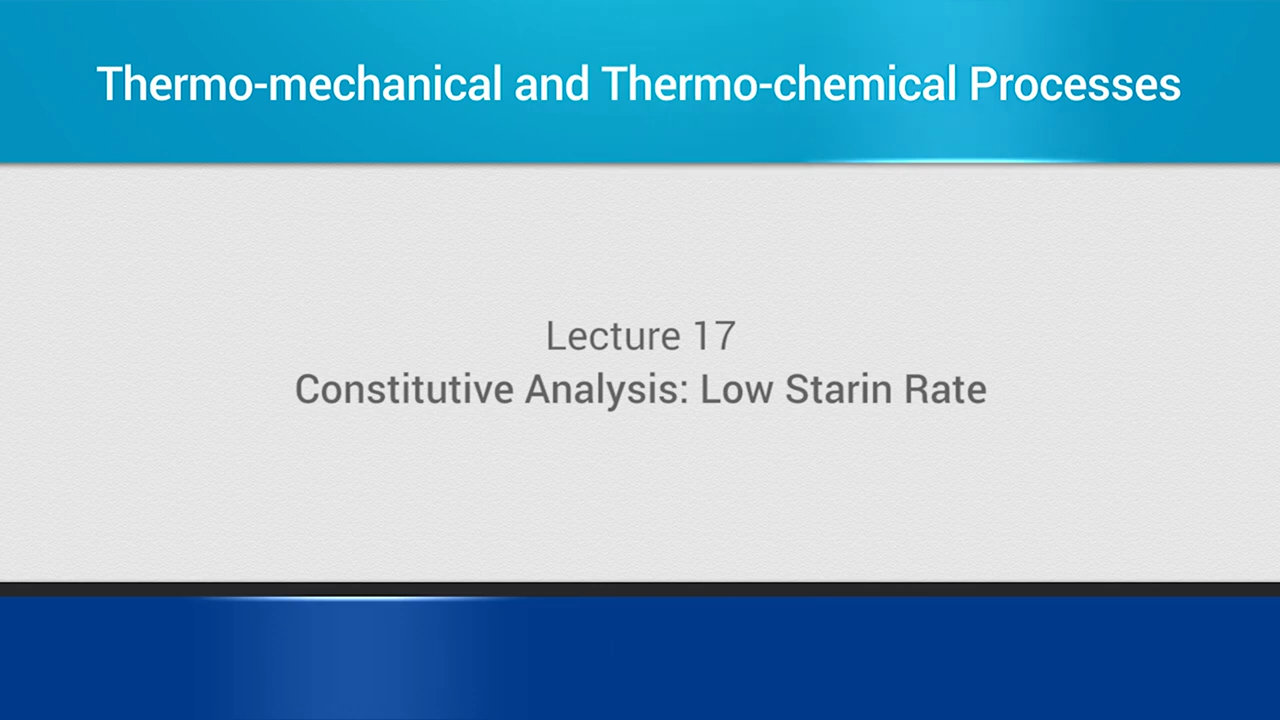 Thermo-mechanical and Thermo-chemical Processes
Lecture 17
Constitutive Analysis: Low Starin Rate